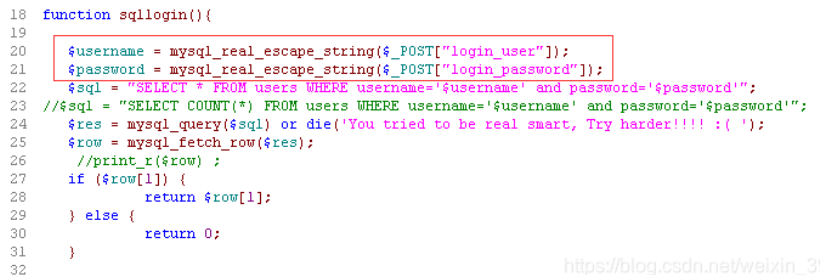 18 function sqllogin(){
19
20 $username = mysql_real_escape_string($_POST["login_user"]);
21 $password = mysql_real_escape_string($_POST["login_password"]);
22 $sql = "SELECT * FROM users WHERE username='$username' and password='$password'";
23 //$sql = "SELECT COUNT(*) FROM users WHERE username='$username' and password='$password'";
24 $res = mysql_query($sql) or die('You tried to be real smart, Try harder!!!! :( ');
25 $row = mysql_fetch_row($res);
26 //print_r($row) ;
27 if ($row[1]) {
28 return $row[1];
29 } else {
30 return 0;
31 }
32
https://blog.csdn.net/weixin_39